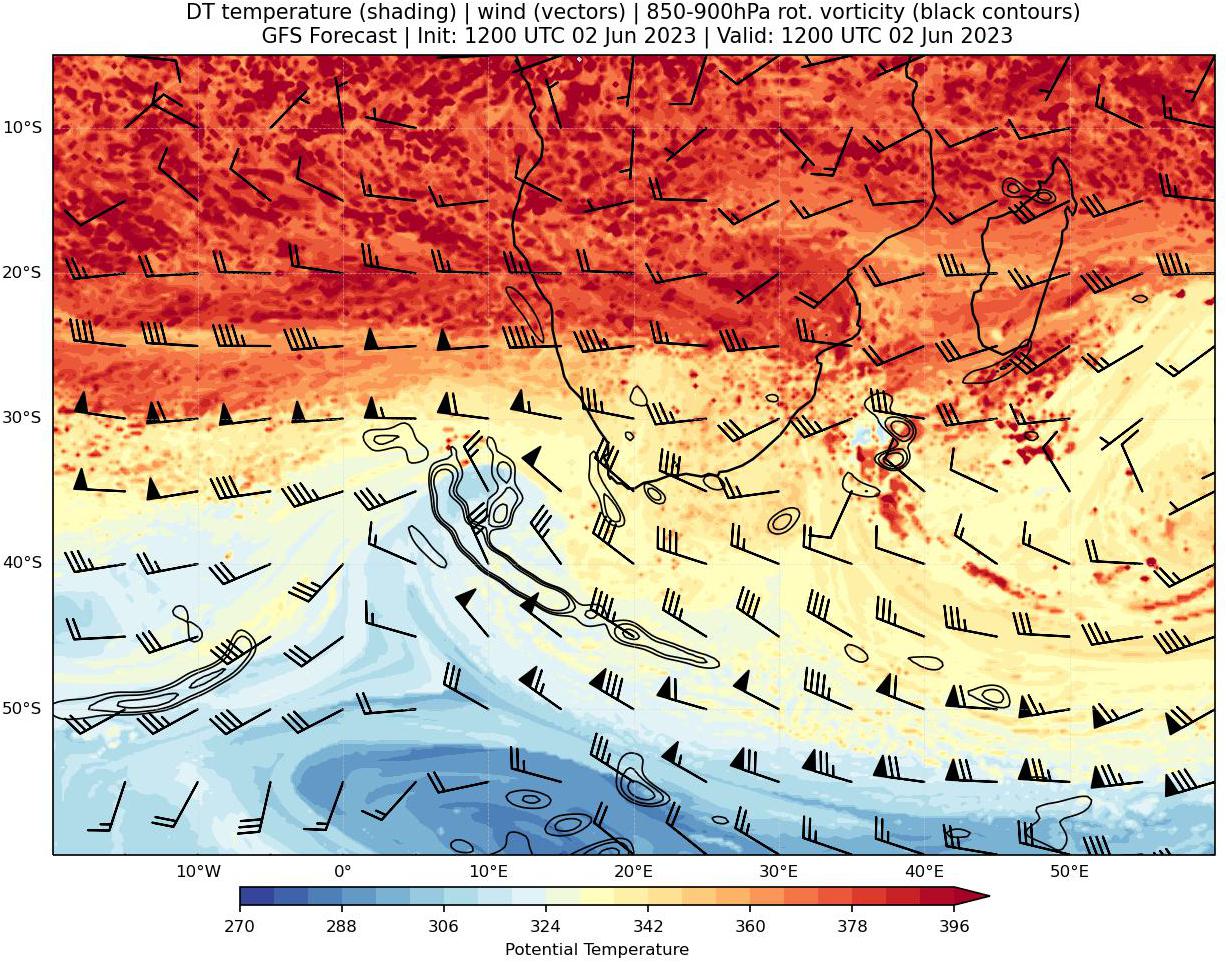 DT temperature (shading) | wind (vectors) | 850-900hPa rot. vorticity (black contours)
GFS Forecast | Init: 1200 UTC 02 Jun 2023 | Valid: 1200 UTC 02 Jun 2023
10°S
20°S
30°S
40°S
50°S
10°W 0° 10°E 20°E 30°E 40°E 50°E
270 288 306 324 342 360 378 396
Potential Temperature